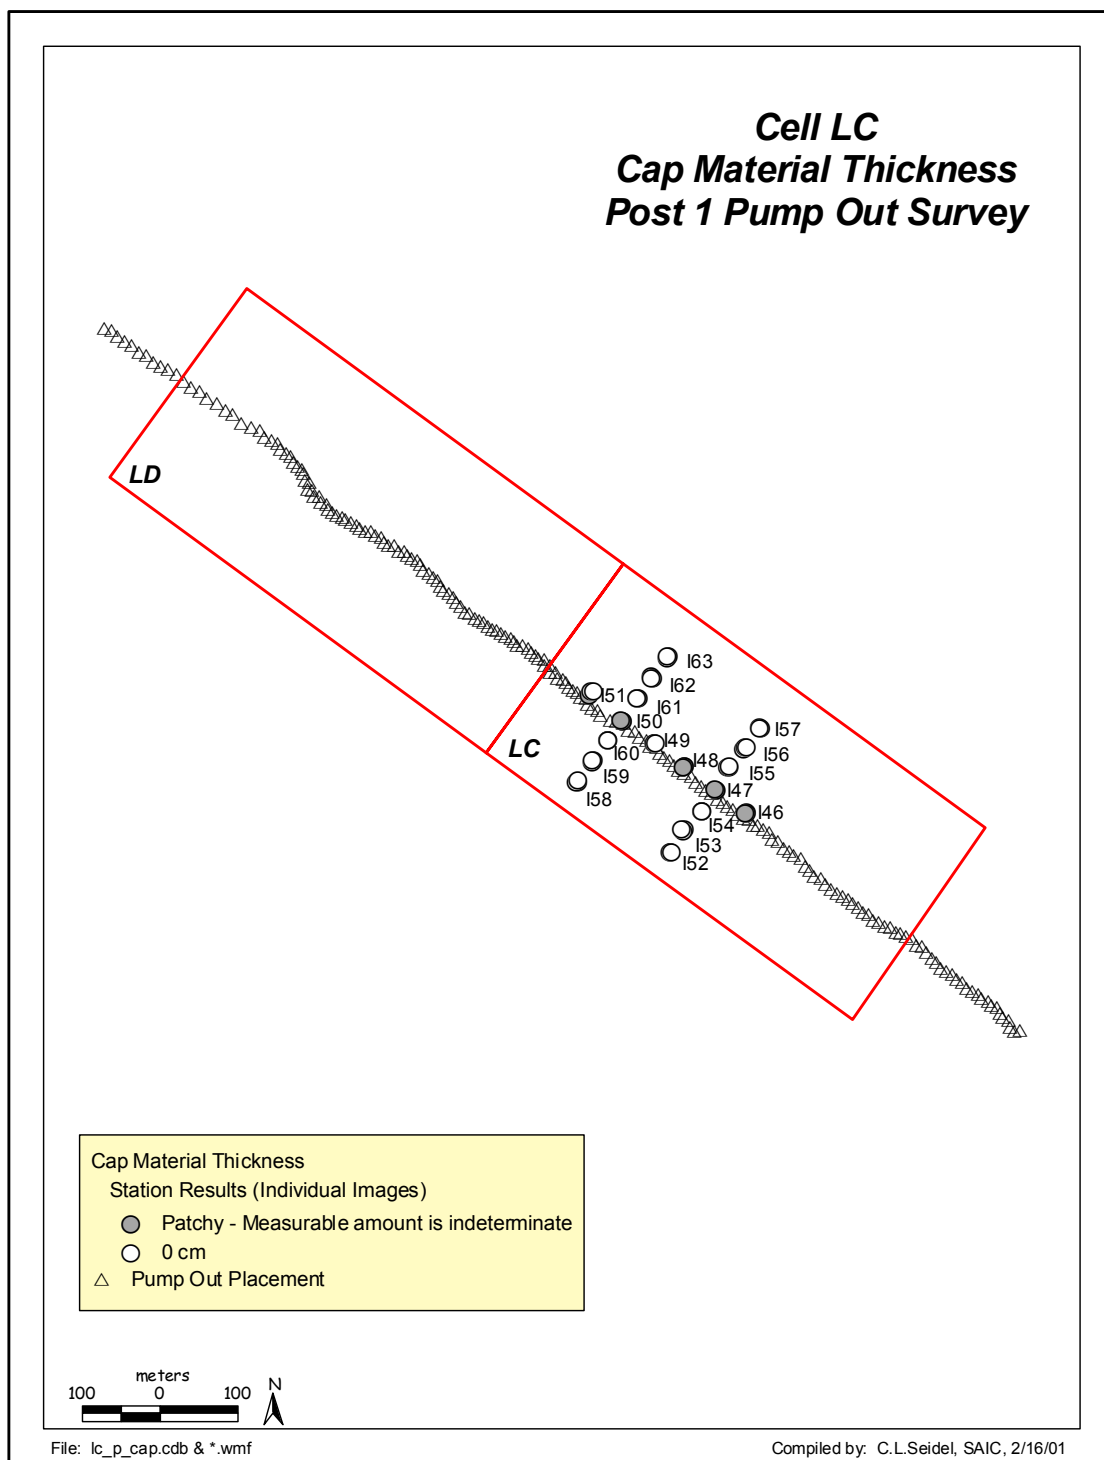 Cell LC
Cap Material Thickness
Post 1 Pump Out Survey
LD
LC
I63
I62
I61
I51
I50
I49
I60
I59
I58
I57
I56
I55
I48
I47
I46
I54
I53
I52
Cap Material Thickness
Station Results (Individual Images)
Patchy - Measurable amount is indeterminate
0 cm
Pump Out Placement
meters
100 0 100
N
File: lc_p_cap.cdb & *.wmf
Compiled by: C.L.Seidel, SAIC, 2/16/01